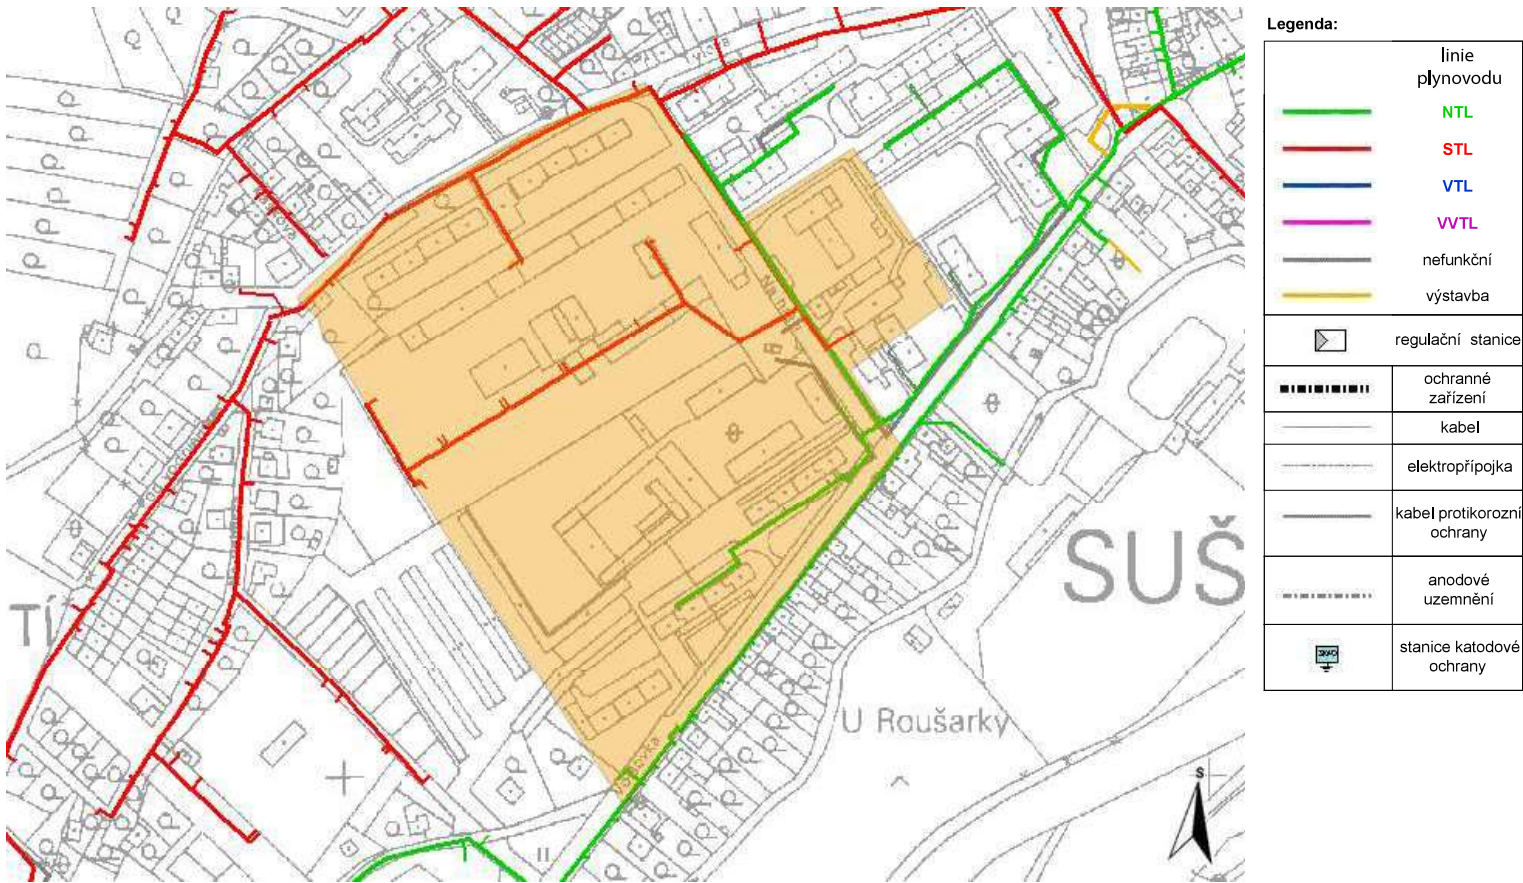 Legenda:
linie
plynovodu
NTL
STL
VTL
VVTL
nefunkční
výstavba
regulační stanice
ochranné
zařízení
kabel
elektropřípojka
kabel protikorozní
ochrany
anodové
uzemnění
stanice katodové
ochrany
SUŠ
TÍ
U Roušarky
S